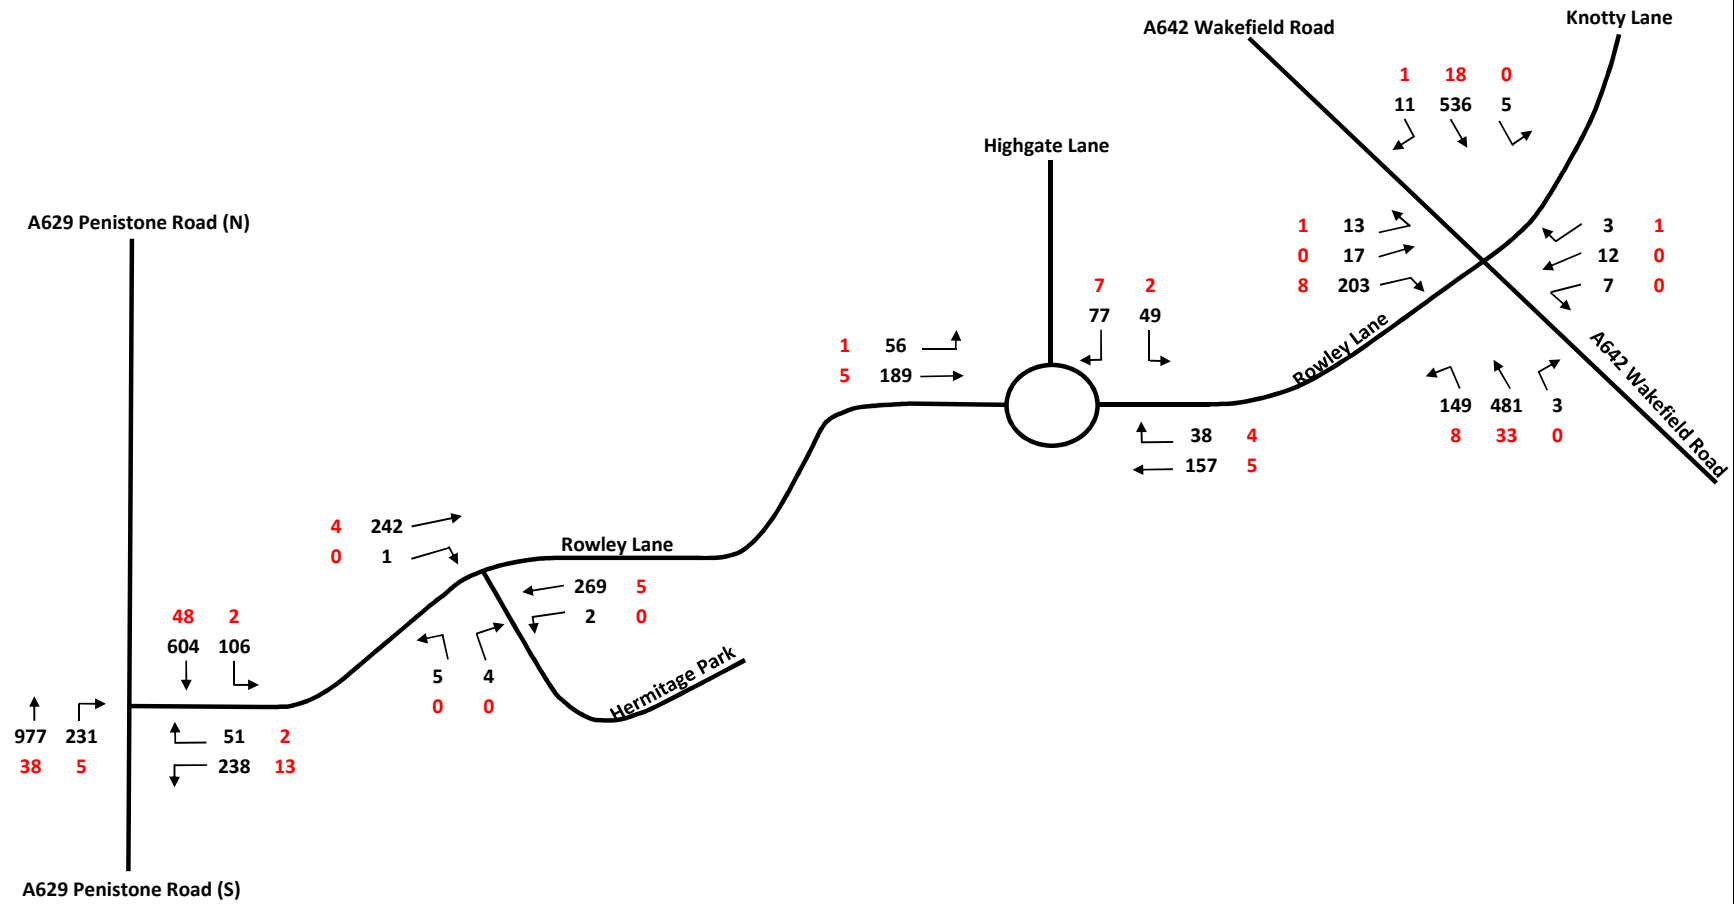 Knotty Lane
A642 Wakefield Road
1 18 0
11 536 5
Highgate Lane
A629 Penistone Road (N)
1 13
0 17
8 203
3 1
12 0
7 0
7 2
77 49
1 56
5 189
Rowley Lane
A642 Wakefield Road
149 481 3
8 33 0
38 4
157 5
4 242
0 1
Rowley Lane
269 5
2 0
48 2
604 106
5 4
0 0
Hermitage Park
977 231
38 5
51 2
238 13
A629 Penistone Road (S)